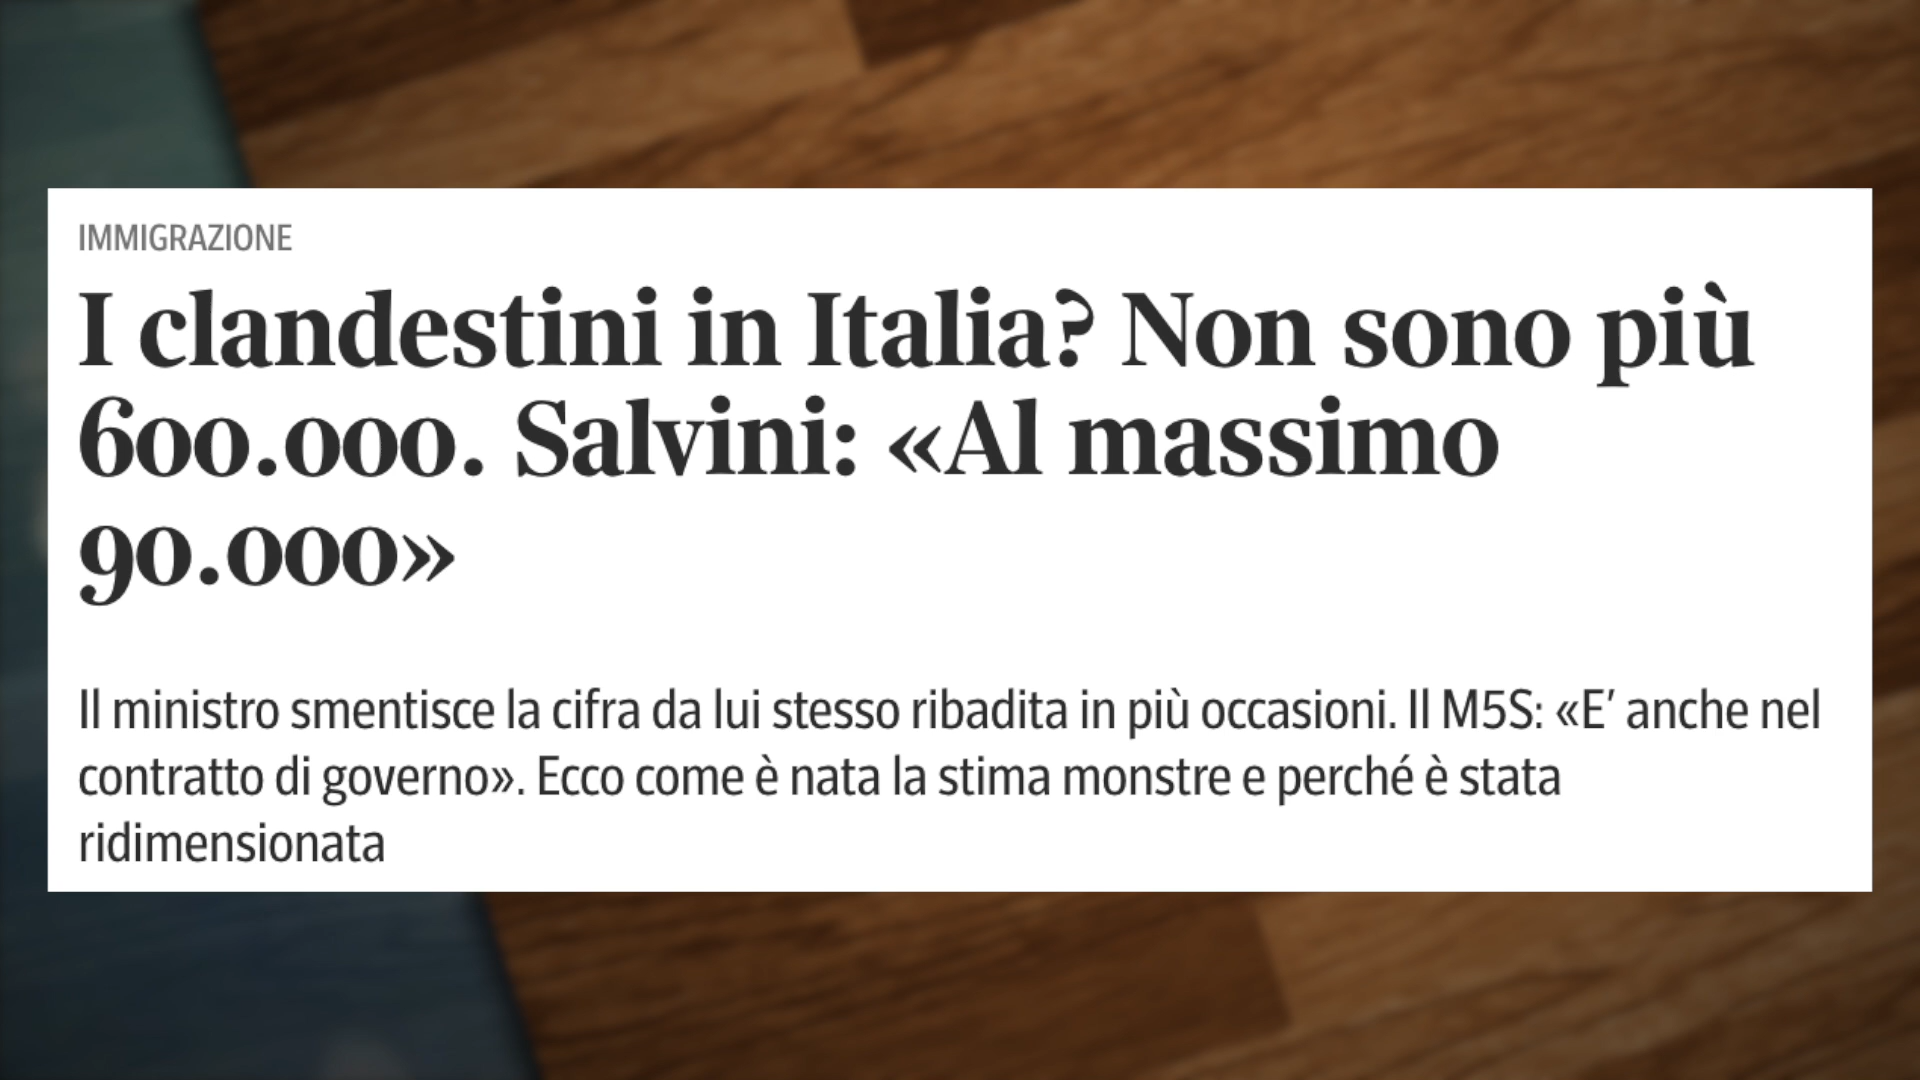 IMMIGRAZIONE
I clandestini in Italia? Non sono più
600.000. Salvini: «Al massimo
90.000»
Il ministro smentisce la cifra da lui stesso ribadita in più occasioni. Il M5S: «E’ anche nel
contratto di governo». Ecco come è nata la stima monstre e perché è stata
ridimensionata